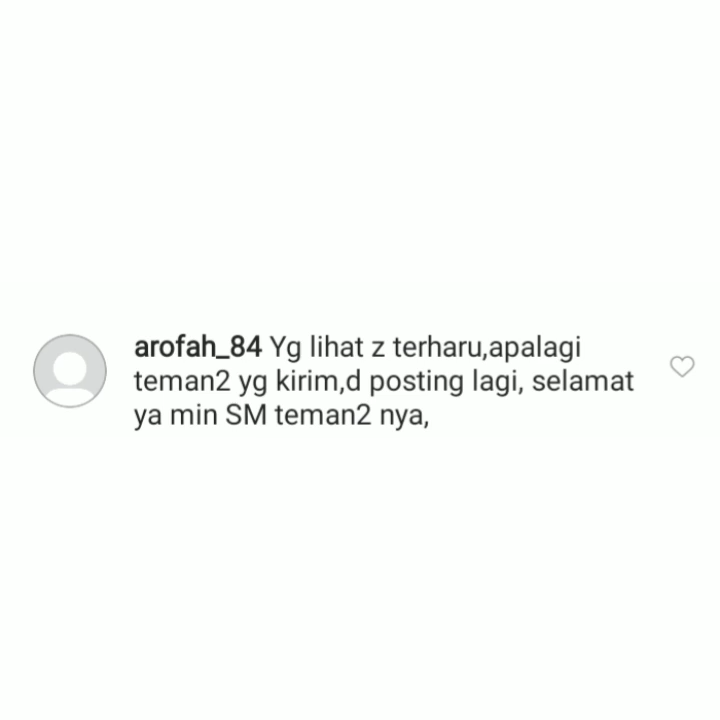 arofah_84 Yg lihat z terharu,apalagi
teman2 yg kirim,d posting lagi, selamat
ya min SM teman2 nya,